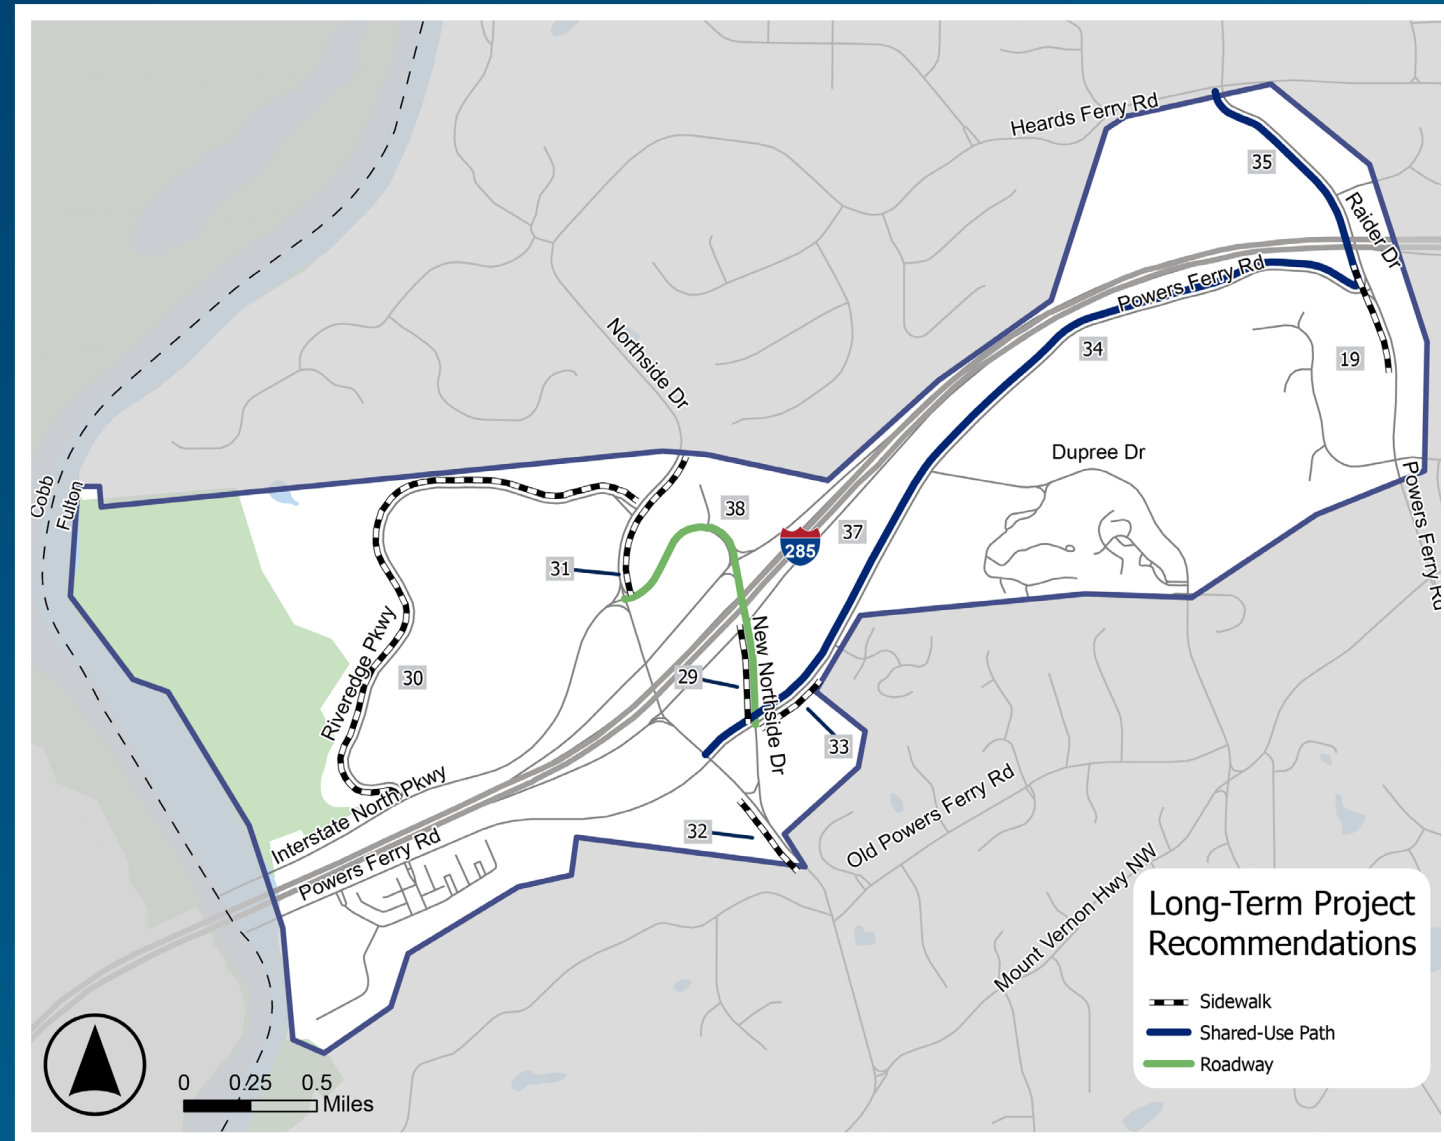 Heards Ferry Rd
35
Raider Dr
Powers Ferry Rd
34
19
Northside Dr
Dupree Dr
Powers Ferry Rd
Cobb
Fulton
38
37
285
31
Riveredge Pkwy
30
29
New Northside Dr
33
Interstate North Pkwy
Powers Ferry Rd
32
Old Powers Ferry Rd
Mount Vernon Hwy NW
Long-Term Project
Recommendations
Sidewalk
Shared-Use Path
Roadway
0 0.25 0.5
Miles